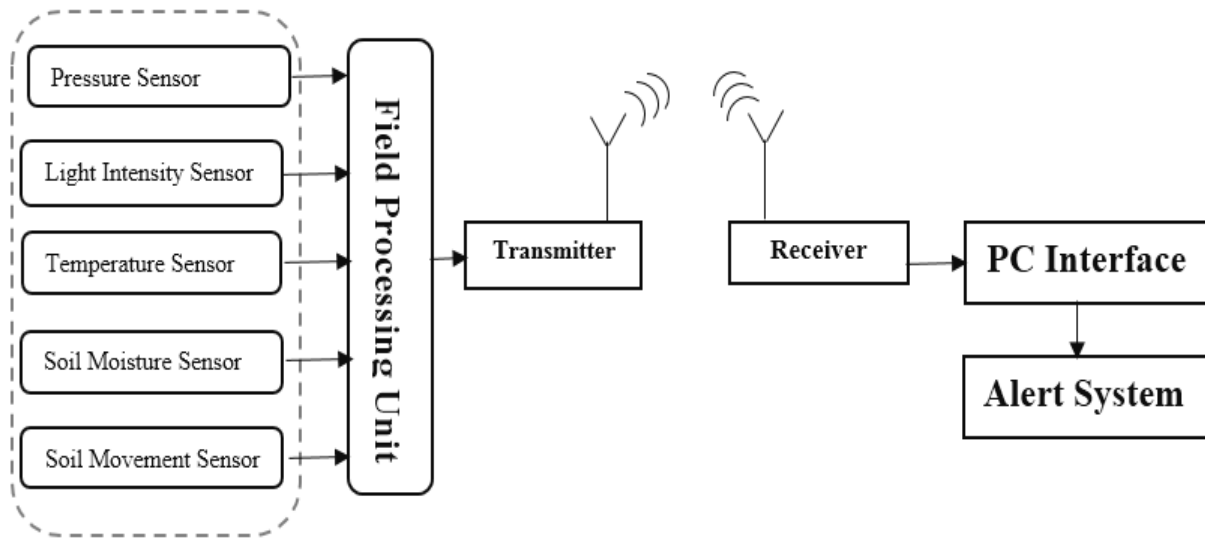 Pressure Sensor
Light Intensity Sensor
Temperature Sensor
Soil Moisture Sensor
Soil Movement Sensor
Field Processing Unit
Transmitter
Receiver
PC Interface
Alert System